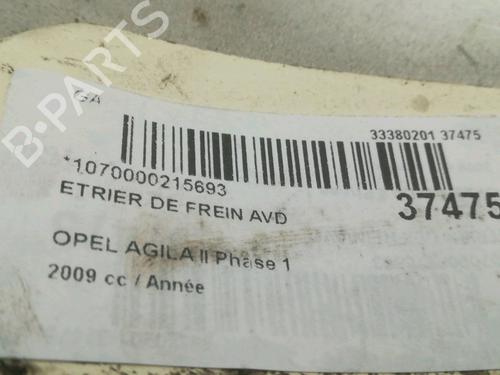 GA
33380201 37475
*1070000215693
ETRIER DE FREIN AVD
37475
OPEL AGILA II Phase 1
2009 cc / Année
B-PARTS